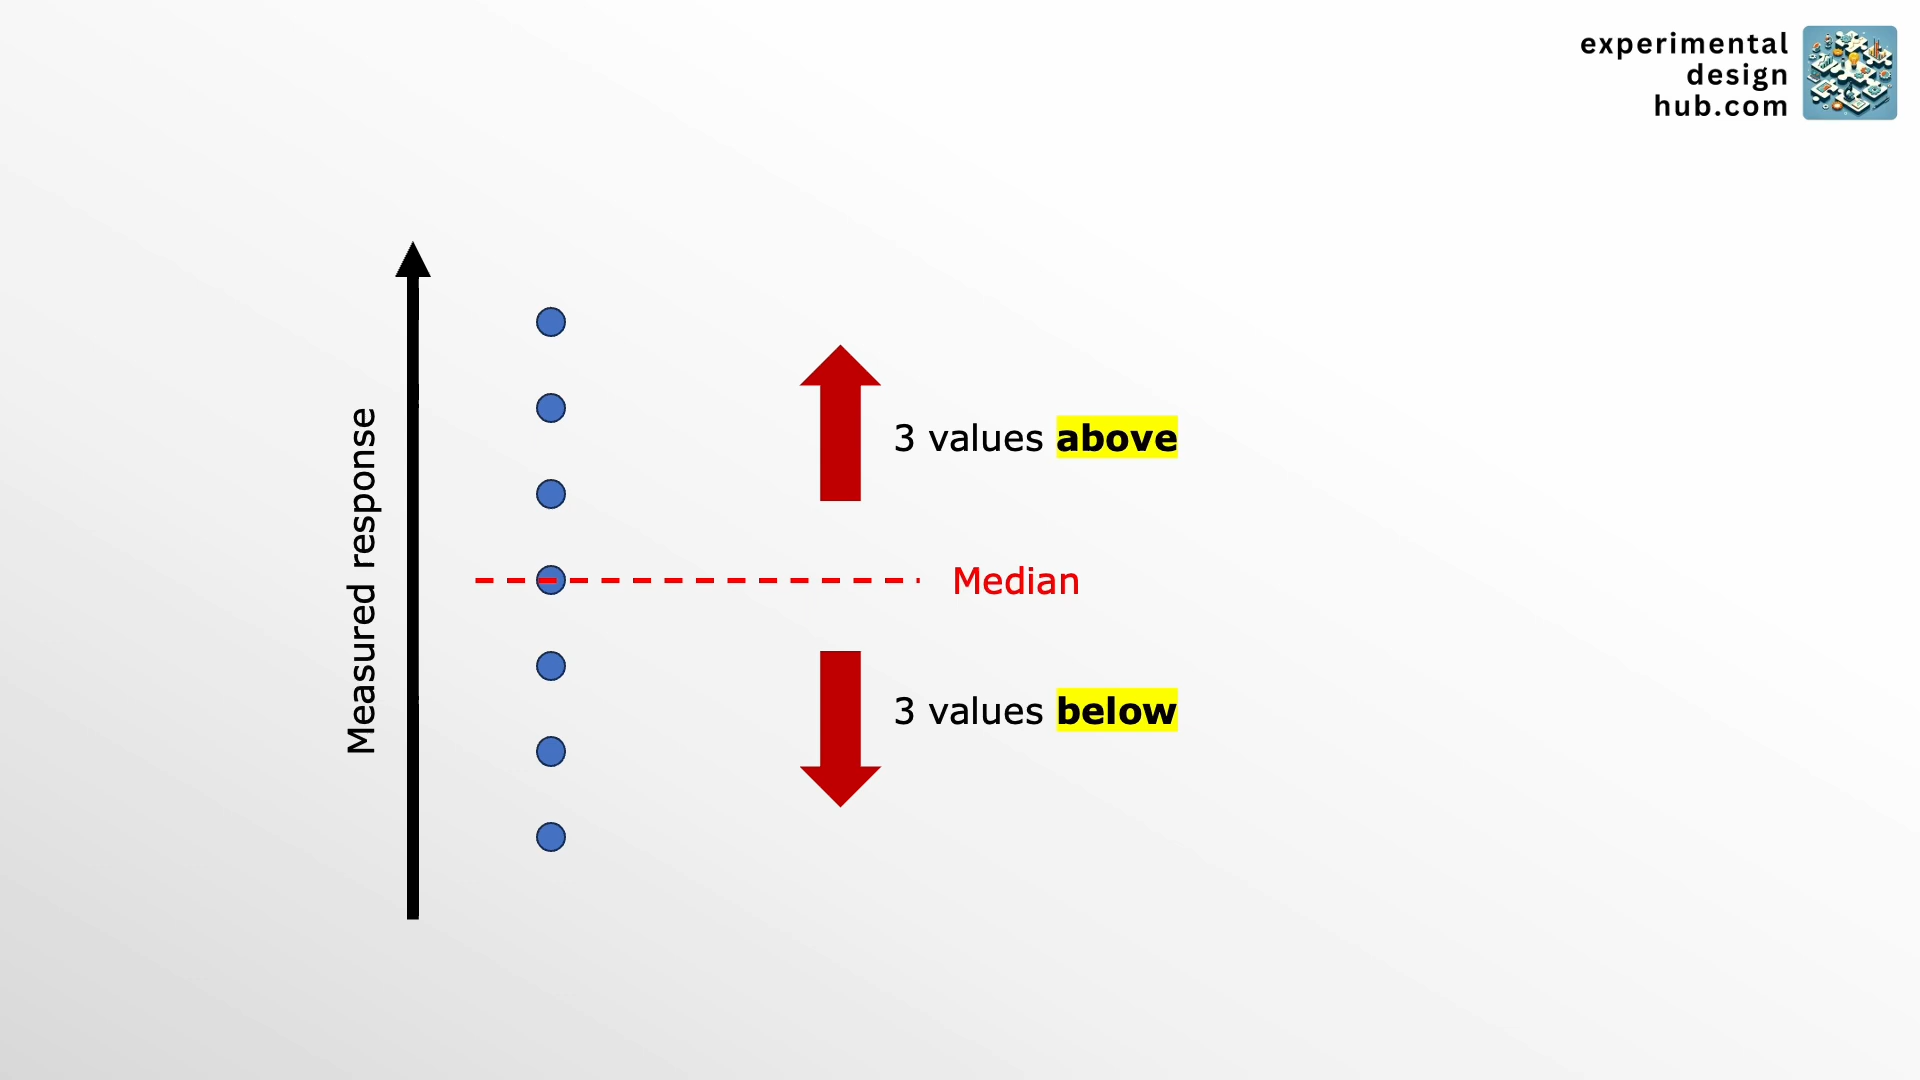 experimental
design
hub.com
Measured response
3 values above
Median
3 values below